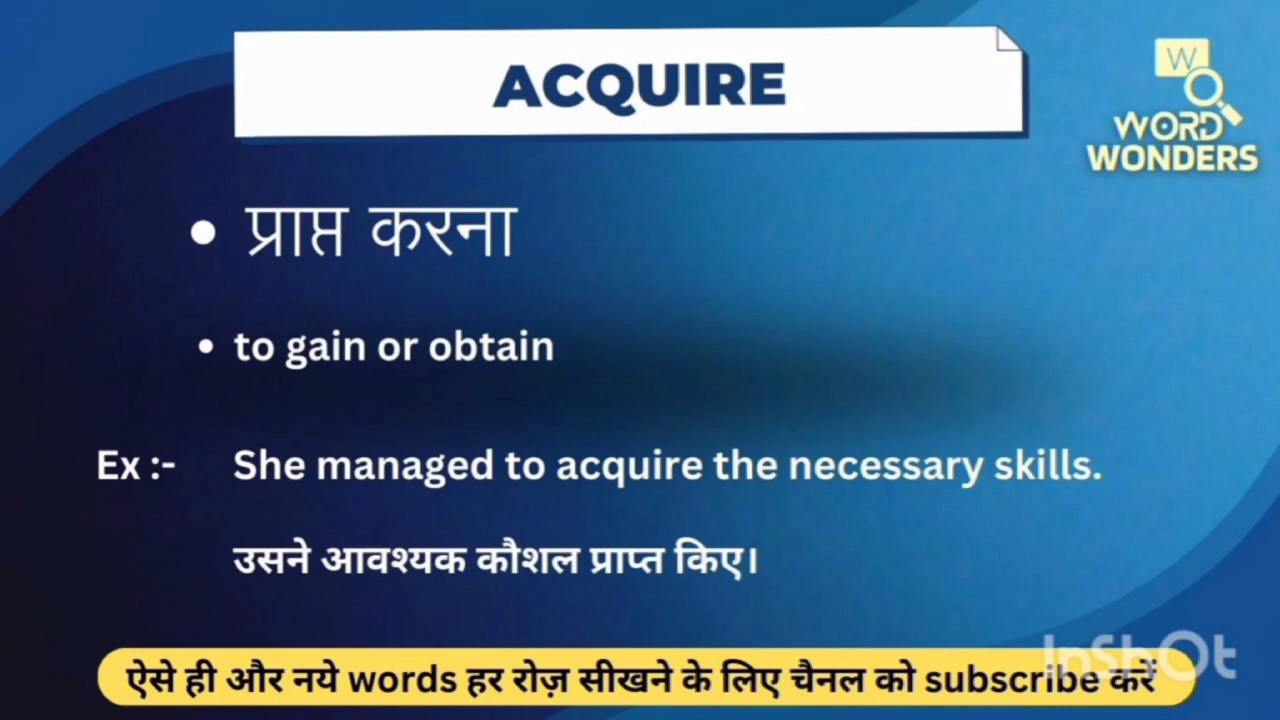 ACQUIRE
W
WORD
WONDERS
• प्राप्त करना
• to gain or obtain
Ex :- She managed to acquire the necessary skills.
उसने आवश्यक कौशल प्राप्त किए।
ऐसे ही और नये words हर रोज़ सीखने के लिए चैनल को subscribe करें
InShOt